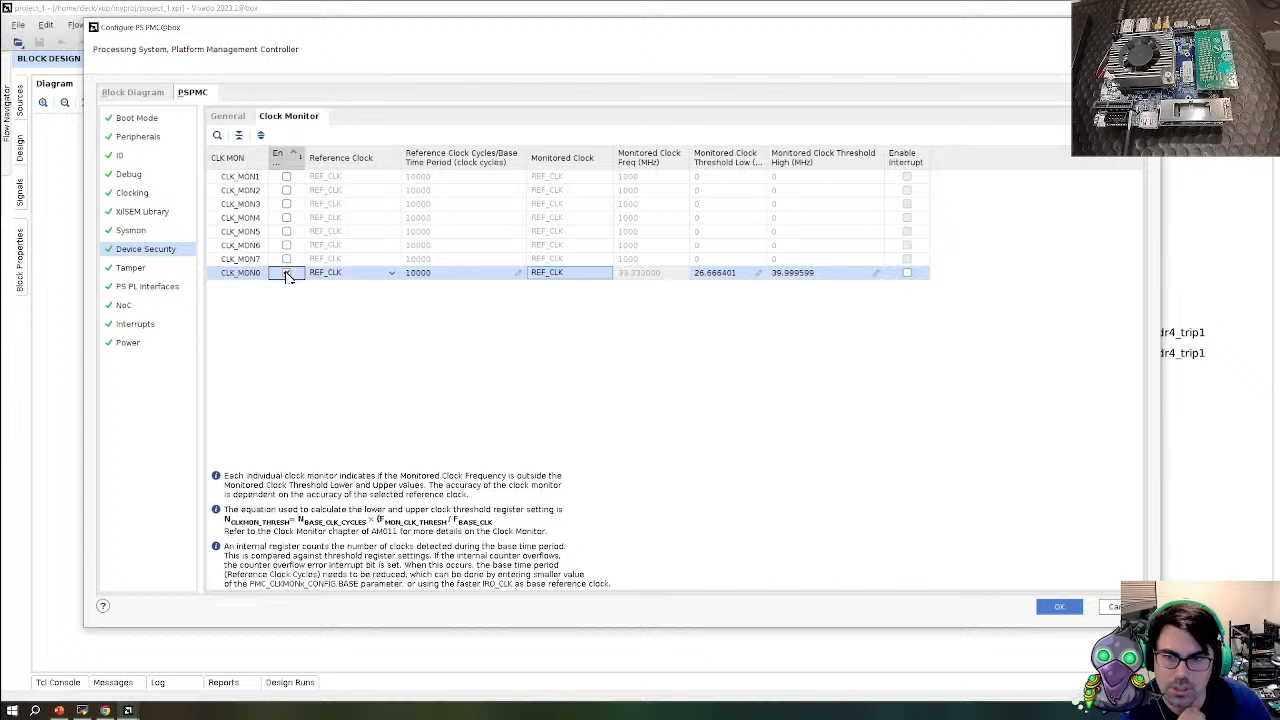 project_1 - [/home/deck/xup/myproj/project_1.xpr] - Vivado 2023.2@box
File Edit
Configure PS PMC@box
Processing System, Platform Management Controller
BLOCK DESIGN
Diagram
Flow Navigator
Sources
Design
Signals
Block Properties
Block Diagram PSPMC
Boot Mode
Peripherals
IO
Debug
Clocking
XilSEM Library
Sysmon
Device Security
Tamper
PS PL Interfaces
NoC
Interrupts
Power
General Clock Monitor
CLK MON En ... 1 Reference Clock Reference Clock Cycles/Base Time Period (clock cycles) Monitored Clock Monitored Clock Freq (MHz) Monitored Clock Threshold Low (... Monitored Clock Threshold High (MHz) Enable Interrupt
CLK_MON1 REF_CLK 10000 REF_CLK 1000 0 0
CLK_MON2 REF_CLK 10000 REF_CLK 1000 0 0
CLK_MON3 REF_CLK 10000 REF_CLK 1000 0 0
CLK_MON4 REF_CLK 10000 REF_CLK 1000 0 0
CLK_MON5 REF_CLK 10000 REF_CLK 1000 0 0
CLK_MON6 REF_CLK 10000 REF_CLK 1000 0 0
CLK_MON7 REF_CLK 10000 REF_CLK 1000 0 0
CLK_MON0 REF_CLK 10000 REF_CLK 33.333000 26.666401 39.999599
dr4_trip1
dr4_trip1
Each individual clock monitor indicates if the Monitored Clock Frequency is outside the
Monitored Clock Threshold Lower and Upper values. The accuracy of the clock monitor
is dependent on the accuracy of the selected reference clock.
The equation used to calculate the lower and upper clock threshold register setting is
NCLKMON_THRESH= NBASE_CLK_CYCLES × (FMON_CLK_THRESH / FBASE_CLK
Refer to the Clock Monitor chapter of AM011 for more details on the Clock Monitor.
An internal register counts the number of clocks detected during the base time period.
This is compared against threshold register settings. If the internal counter overflows,
the counter overflow error interrupt bit is set. When this occurs, the base time period
(Reference Clock Cycles) needs to be reduced, which can be done by entering smaller value
of the PMC_CLKMONx_CONFIG.BASE parameter, or using the faster IRO_CLK as base reference clock.
?
OK
Tcl Console Messages Log Reports Design Runs